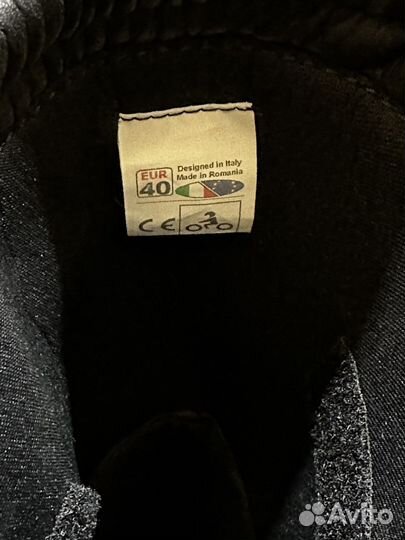 EUR
40
Designed in Italy
Made in Romania
CE
Avito